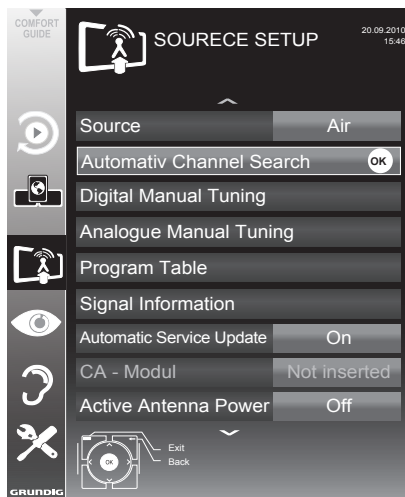 COMFORT
GUIDE
SOURECE SETUP
20.09.2010
15:46
Source Air
Automativ Channel Search OK
Digital Manual Tuning
Analogue Manual Tuning
Program Table
Signal Information
Automatic Service Update On
CA - Modul Not inserted
Active Antenna Power Off
Exit
Back
OK
GRUNDIG